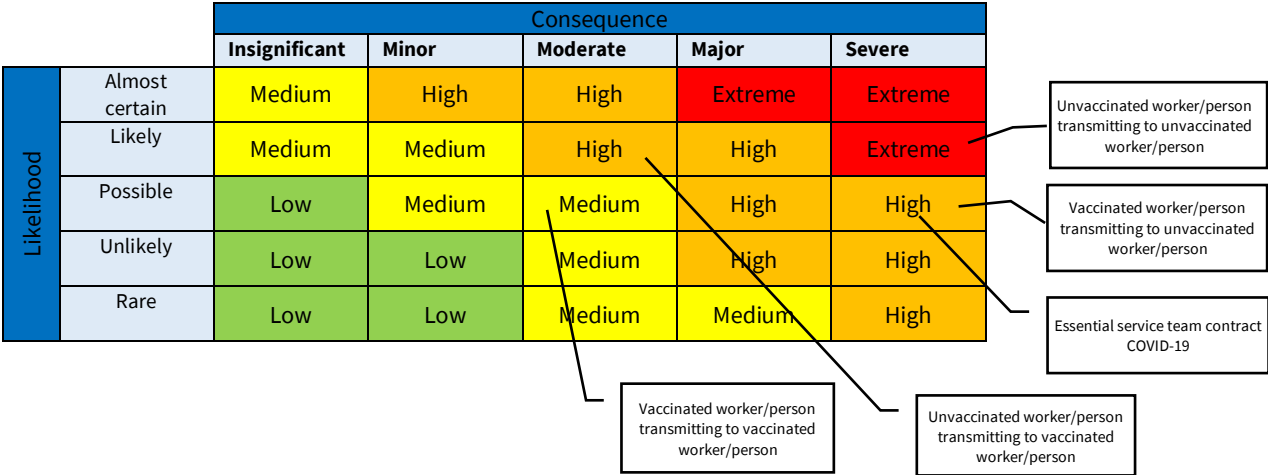 Consequence
Insignificant Minor Moderate Major Severe
Likelihood
Almost
certain
Medium High High Extreme Extreme
Likely
Medium Medium High High Extreme
Possible
Low Medium Medium High High
Unlikely
Low Low Medium High High
Rare
Low Low Medium Medium High
Unvaccinated worker/person
transmitting to unvaccinated
worker/person
Vaccinated worker/person
transmitting to unvaccinated
worker/person
Essential service team contract
COVID-19
Vaccinated worker/person
transmitting to vaccinated
worker/person
Unvaccinated worker/person
transmitting to vaccinated
worker/person